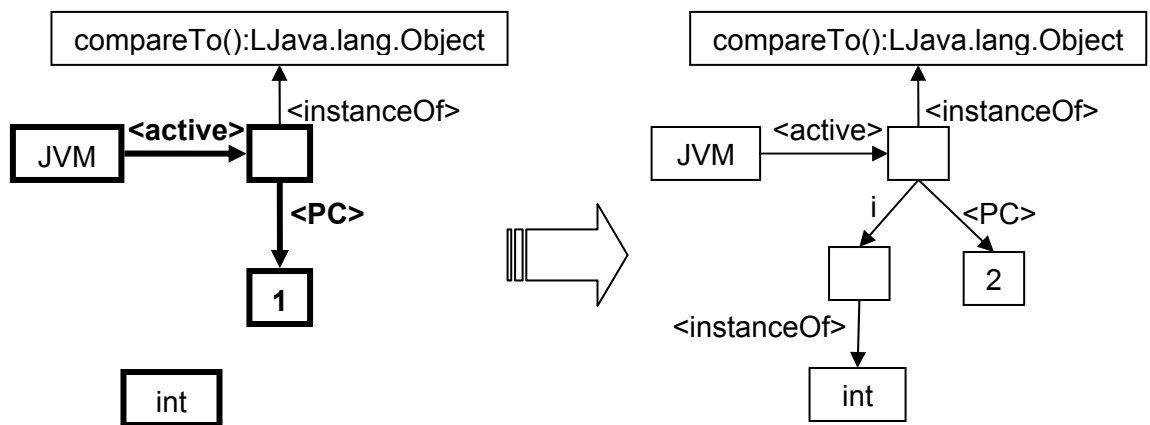 compareTo():LJava.lang.Object
<instanceOf>
<active>
JVM
<PC>
1
int
compareTo():LJava.lang.Object
<instanceOf>
<active>
JVM
i
<PC>
2
<instanceOf>
int